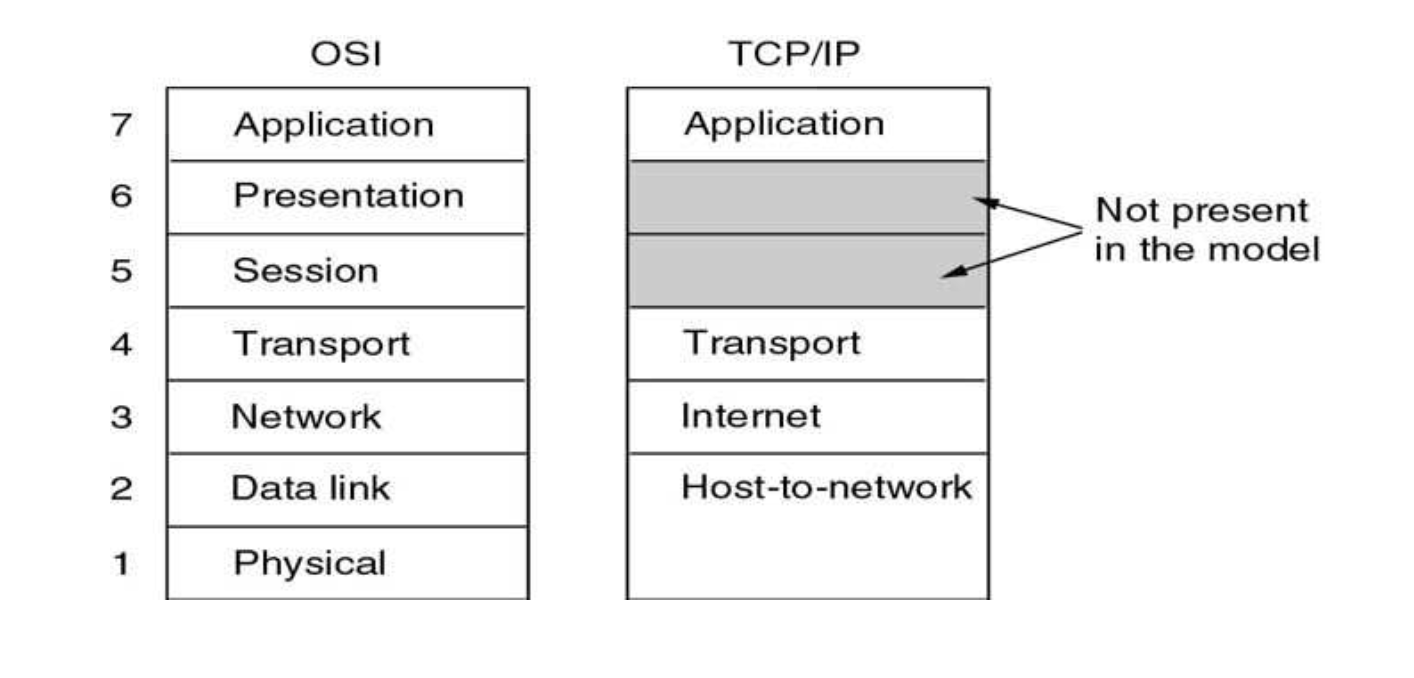 OSI TCP/IP
7 Application Application
6 Presentation
Not present
in the model
5 Session
4 Transport Transport
3 Network Internet
2 Data link Host-to-network
1 Physical